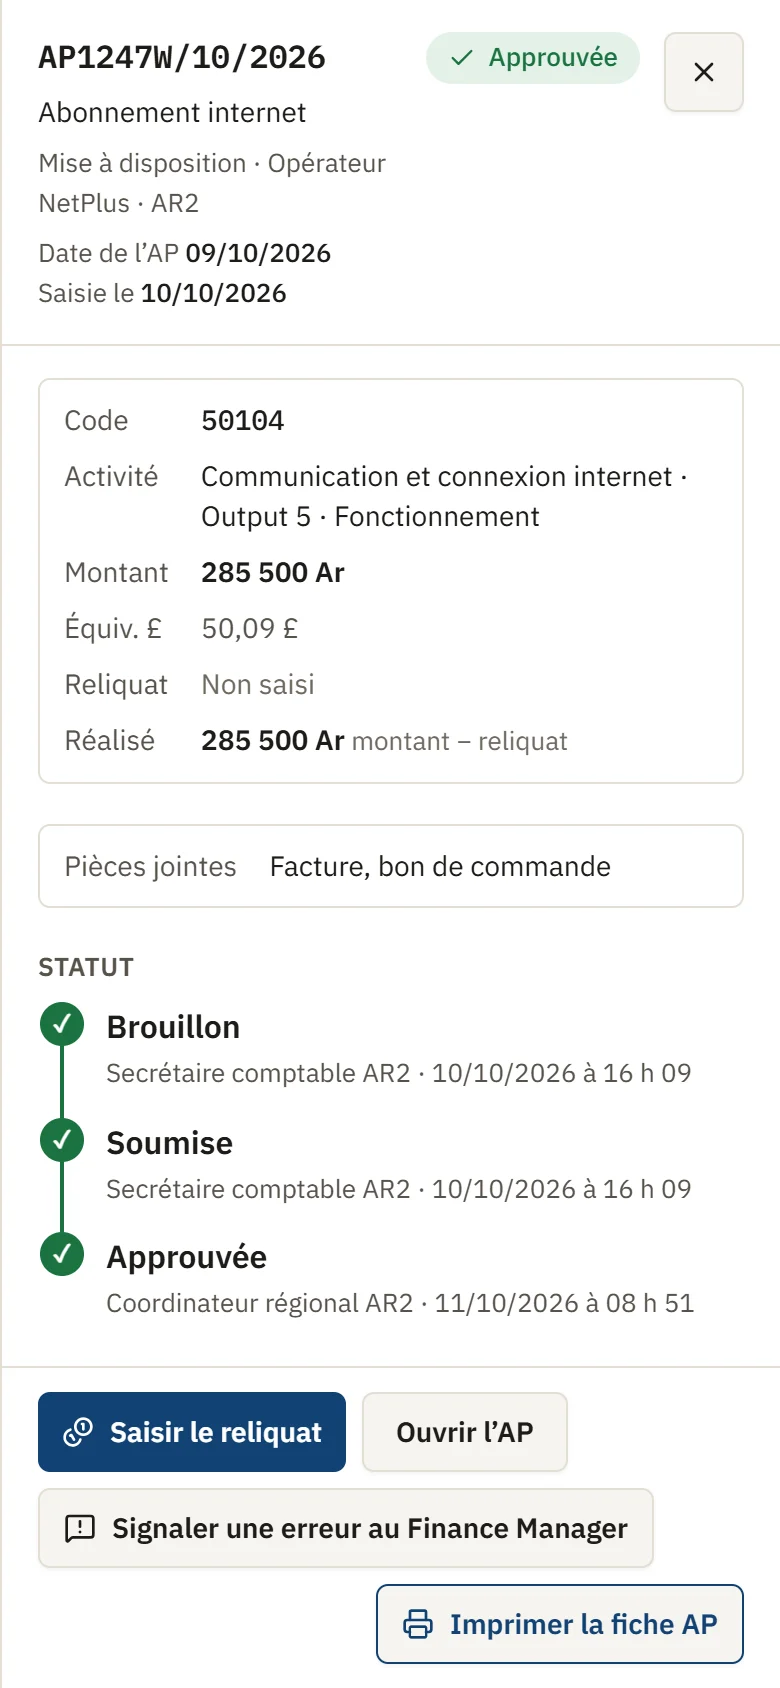 AP1247W/10/2026
Approuvée
Abonnement internet
Mise à disposition · Opérateur
NetPlus · AR2
Date de l’AP 09/10/2026
Saisie le 10/10/2026
Code 50104
Activité Communication et connexion internet ·
Output 5 · Fonctionnement
Montant 285 500 Ar
Équiv. £ 50,09 £
Reliquat Non saisi
Réalisé 285 500 Ar montant – reliquat
Pièces jointes Facture, bon de commande
STATUT
Brouillon
Secrétaire comptable AR2 · 10/10/2026 à 16 h 09
Soumise
Secrétaire comptable AR2 · 10/10/2026 à 16 h 09
Approuvée
Coordinateur régional AR2 · 11/10/2026 à 08 h 51
Saisir le reliquat
Ouvrir l’AP
Signaler une erreur au Finance Manager
Imprimer la fiche AP